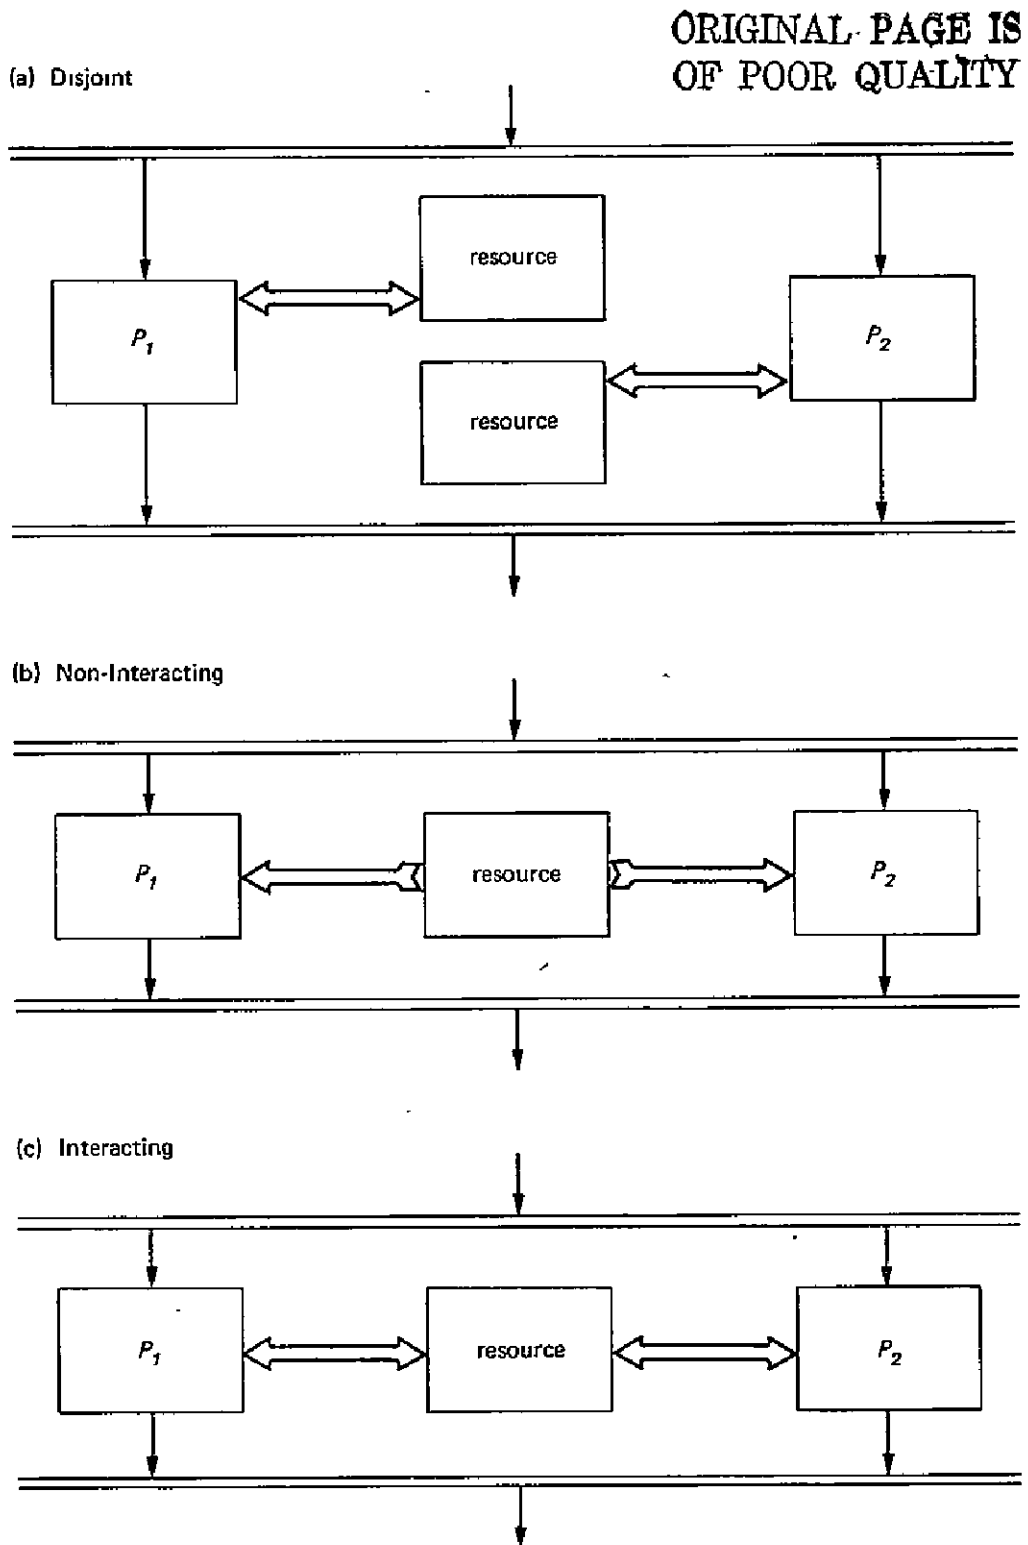 ORIGINAL PAGE IS
OF POOR QUALITY
(a) Disjoint
resource
P1
P2
resource
(b) Non-Interacting
P1
resource
P2
(c) Interacting
P1
resource
P2